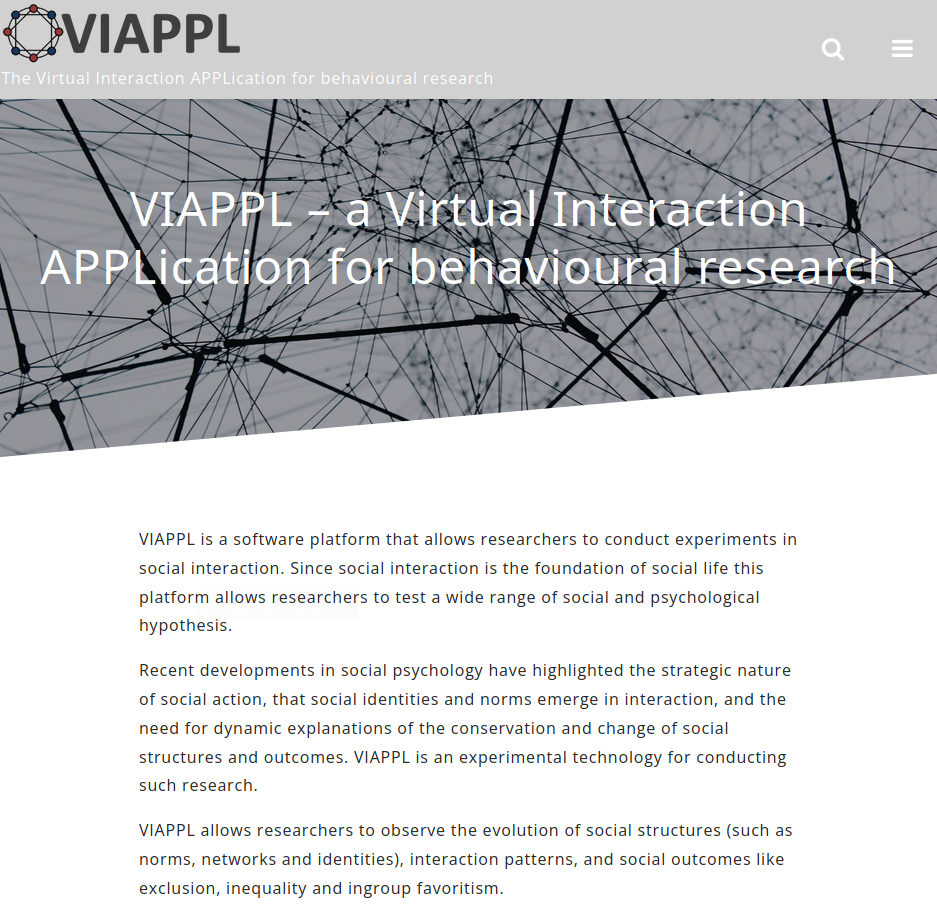 VIAPPL
The Virtual Interaction APPLication for behavioural research
VIAPPL – a Virtual Interaction
APPLication for behavioural research
VIAPPL is a software platform that allows researchers to conduct experiments in
social interaction. Since social interaction is the foundation of social life this
platform allows researchers to test a wide range of social and psychological
hypothesis.
Recent developments in social psychology have highlighted the strategic nature
of social action, that social identities and norms emerge in interaction, and the
need for dynamic explanations of the conservation and change of social
structures and outcomes. VIAPPL is an experimental technology for conducting
such research.
VIAPPL allows researchers to observe the evolution of social structures (such as
norms, networks and identities), interaction patterns, and social outcomes like
exclusion, inequality and ingroup favoritism.